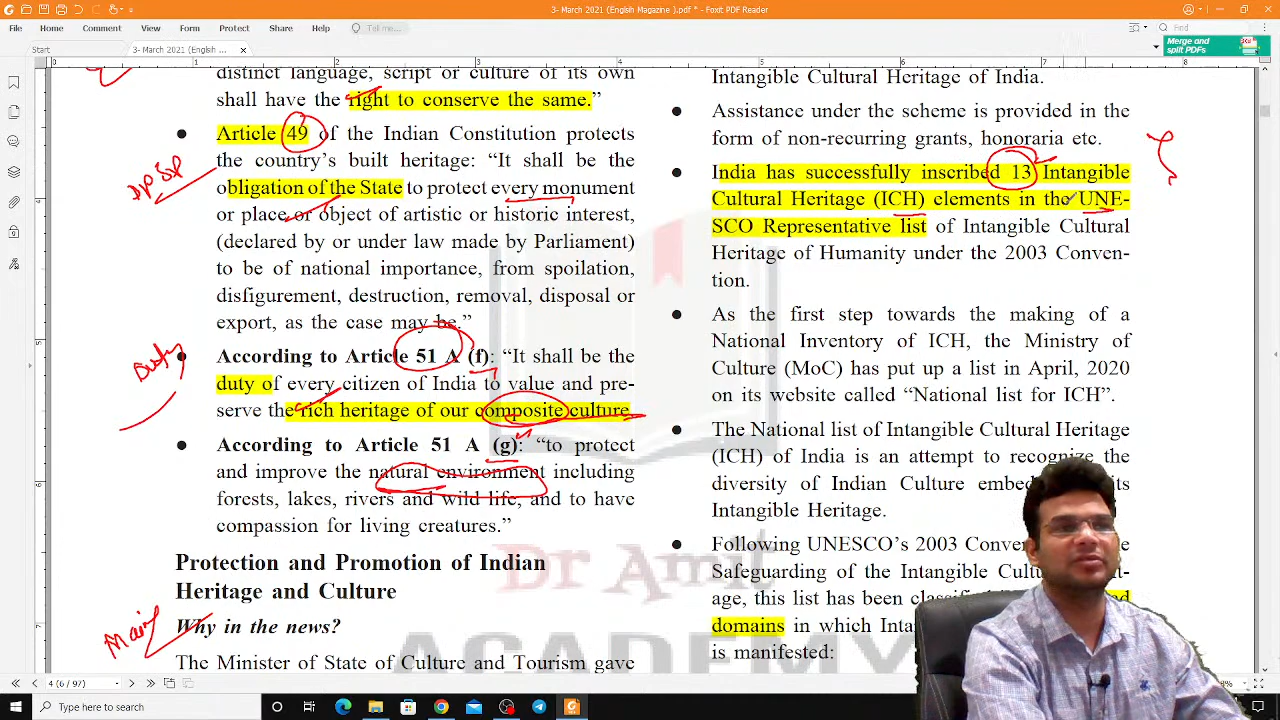 3- March 2021 (Englsih Magazine ).pdf * - Foxit PDF Reader
File Home Comment View Form Protect Share Help Tell me... Find
Start 3- March 2021 (Englsih ... Merge and
split PDFs
distinct language, script or culture of its own
shall have the right to conserve the same.”
Article 49 of the Indian Constitution protects
the country’s built heritage: “It shall be the
obligation of the State to protect every monument
or place or object of artistic or historic interest,
(declared by or under law made by Parliament)
to be of national importance, from spoilation,
disfigurement, destruction, removal, disposal or
export, as the case may be.”
According to Article 51 A (f): “It shall be the
duty of every citizen of India to value and pre-
serve the rich heritage of our composite culture.
According to Article 51 A (g): “to protect
and improve the natural environment including
forests, lakes, rivers and wild life, and to have
compassion for living creatures.”
Protection and Promotion of Indian
Heritage and Culture
Why in the news?
The Minister of State of Culture and Tourism gave
DPSP
Duty
Main
Intangible Cultural Heritage of India.
Assistance under the scheme is provided in the
form of non-recurring grants, honoraria etc.
India has successfully inscribed 13 Intangible
Cultural Heritage (ICH) elements in the UNE-
SCO Representative list of Intangible Cultural
Heritage of Humanity under the 2003 Conven-
tion.
As the first step towards the making of a
National Inventory of ICH, the Ministry of
Culture (MoC) has put up a list in April, 2020
on its website called “National list for ICH”.
The National list of Intangible Cultural Heritage
(ICH) of India is an attempt to recognize the
diversity of Indian Culture its
Intangible Heritage.
Following UNESCO’s 2003
Safeguarding of the Intangible
age, this list has been
domains in which
is manifested:
Dr Amit
ACADEMY
4 (6 / 97)
Type here to search